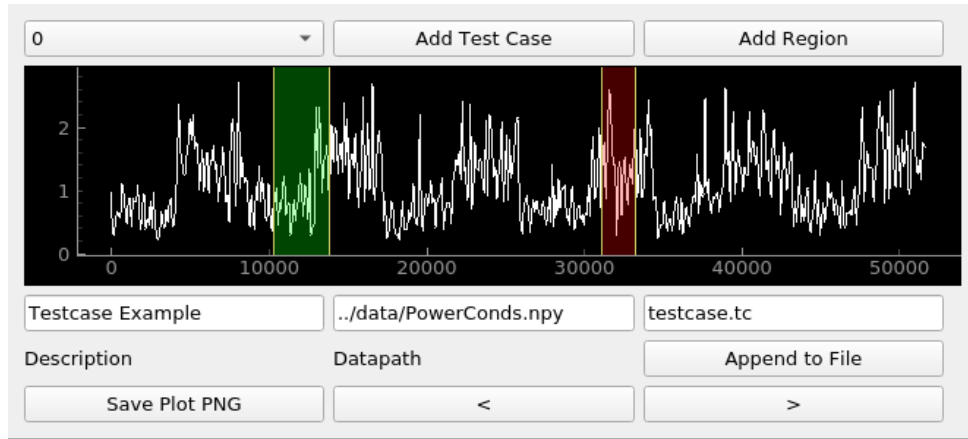 0 Add Test Case Add Region
2
1
0
0 10000 20000 30000 40000 50000
Testcase Example ../data/PowerConds.npy testcase.tc
Description Datapath Append to File
Save Plot PNG < >